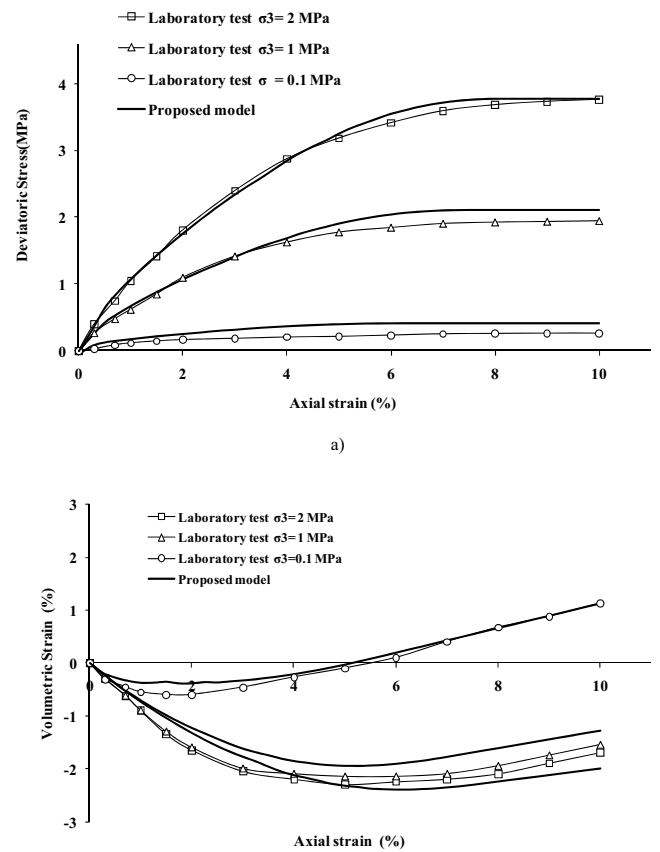 Laboratory test σ3= 2 MPa
Laboratory test σ3= 1 MPa
Laboratory test σ = 0.1 MPa
Proposed model
Deviatoric Stress(MPa)
4
3
2
1
0
0 2 4 6 8 10
Axial strain (%)
a)
Laboratory test σ3=2 MPa
Laboratory test σ3=1 MPa
Laboratory test σ3=0.1 MPa
Proposed model
Volumetric Strain (%)
3
2
1
0
-1
-2
-3
0 2 4 6 8 10
Axial strain (%)